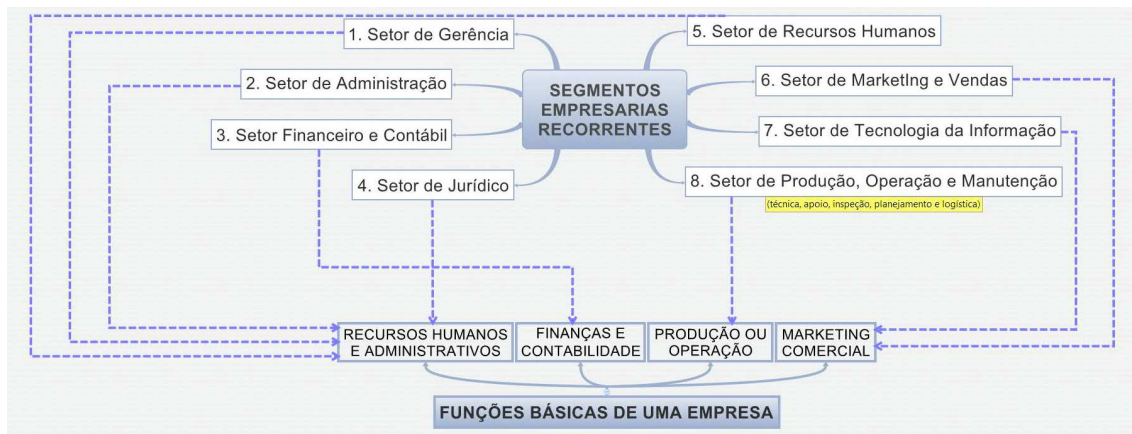 1. Setor de Gerência
2. Setor de Administração
3. Setor Financeiro e Contábil
4. Setor de Jurídico
SEGMENTOS
EMPRESARIAS
RECORRENTES
5. Setor de Recursos Humanos
6. Setor de MarketIng e Vendas
7. Setor de Tecnologia da Informação
8. Setor de Produção, Operação e Manutenção
(técnica, apoio, inspeção, planejamento e logística)
RECURSOS HUMANOS
E ADMINISTRATIVOS
FINANÇAS E
CONTABILIDADE
PRODUÇÃO OU
OPERAÇÃO
MARKETING
COMERCIAL
FUNÇÕES BÁSICAS DE UMA EMPRESA